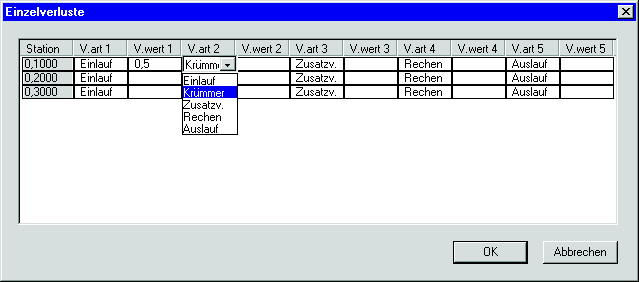 Einzelverluste
Station V.art 1 V.wert 1 V.art 2 V.wert 2 V.art 3 V.wert 3 V.art 4 V.wert 4 V.art 5 V.wert 5
0,1000 Einlauf 0,5 Krümme Zusatzv. Rechen Auslauf
0,2000 Einlauf Zusatzv. Rechen Auslauf
0,3000 Einlauf Zusatzv. Rechen Auslauf
Einlauf
Krümmer
Zusatzv.
Rechen
Auslauf
OK Abbrechen